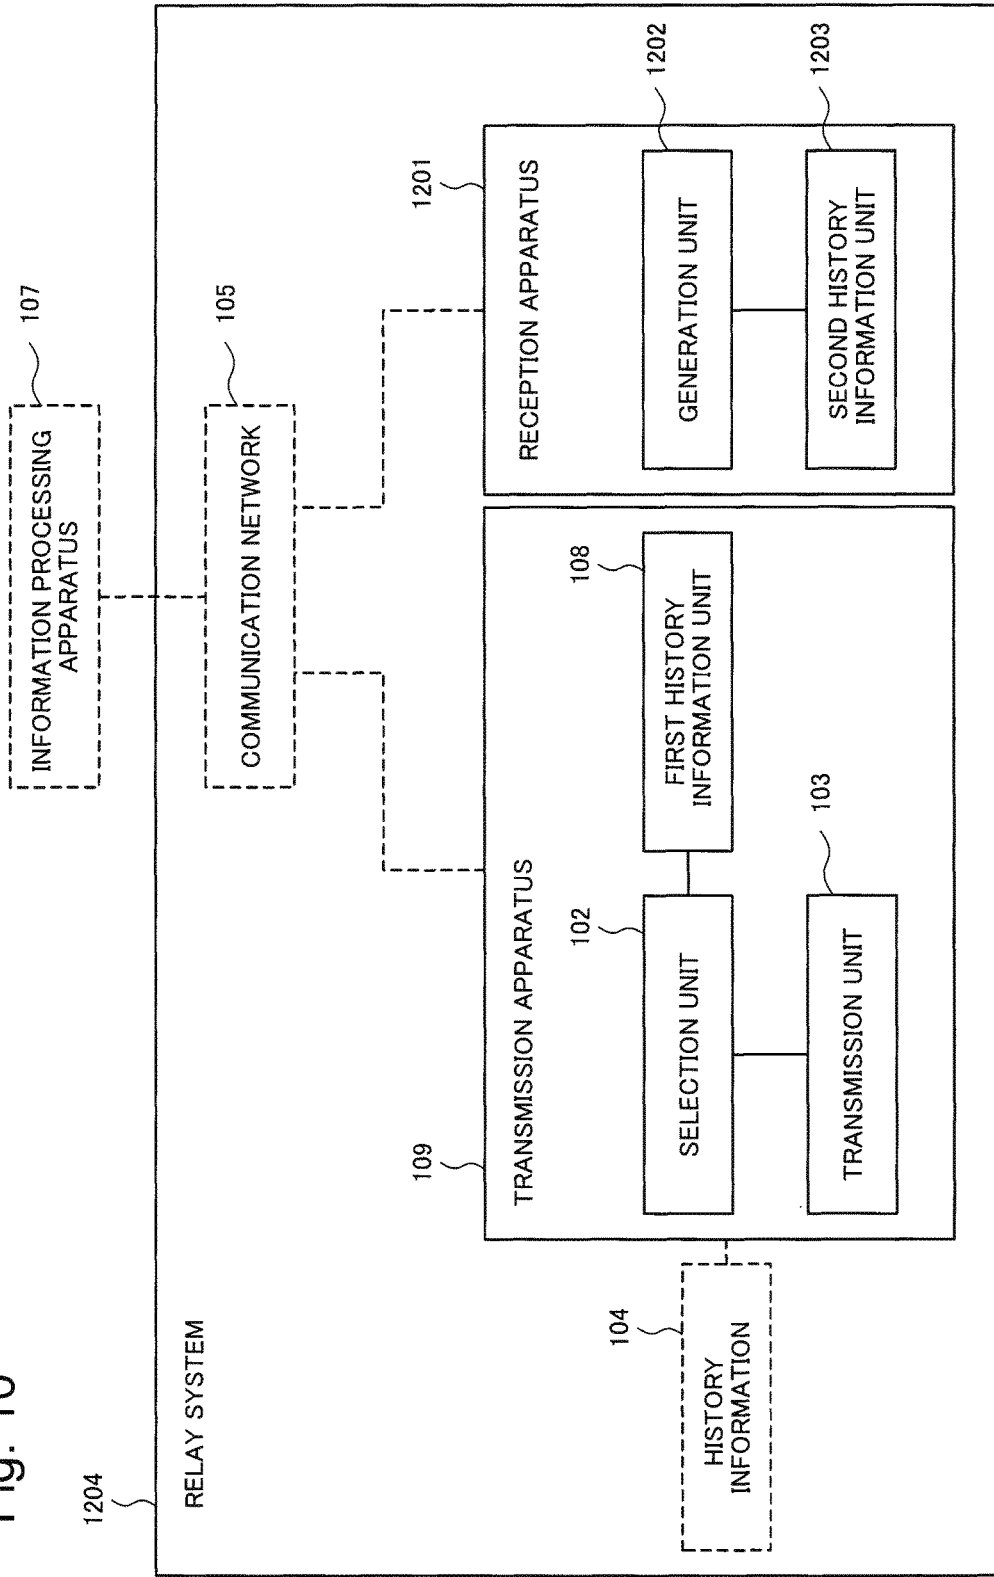 1204
RELAY SYSTEM
INFORMATION PROCESSING
APPARATUS
107
COMMUNICATION NETWORK
105
109
TRANSMISSION APPARATUS
SELECTION UNIT
102
FIRST HISTORY
INFORMATION UNIT
108
TRANSMISSION UNIT
103
HISTORY
INFORMATION
104
1201
RECEPTION APPARATUS
GENERATION UNIT
1202
SECOND HISTORY
INFORMATION UNIT
1203